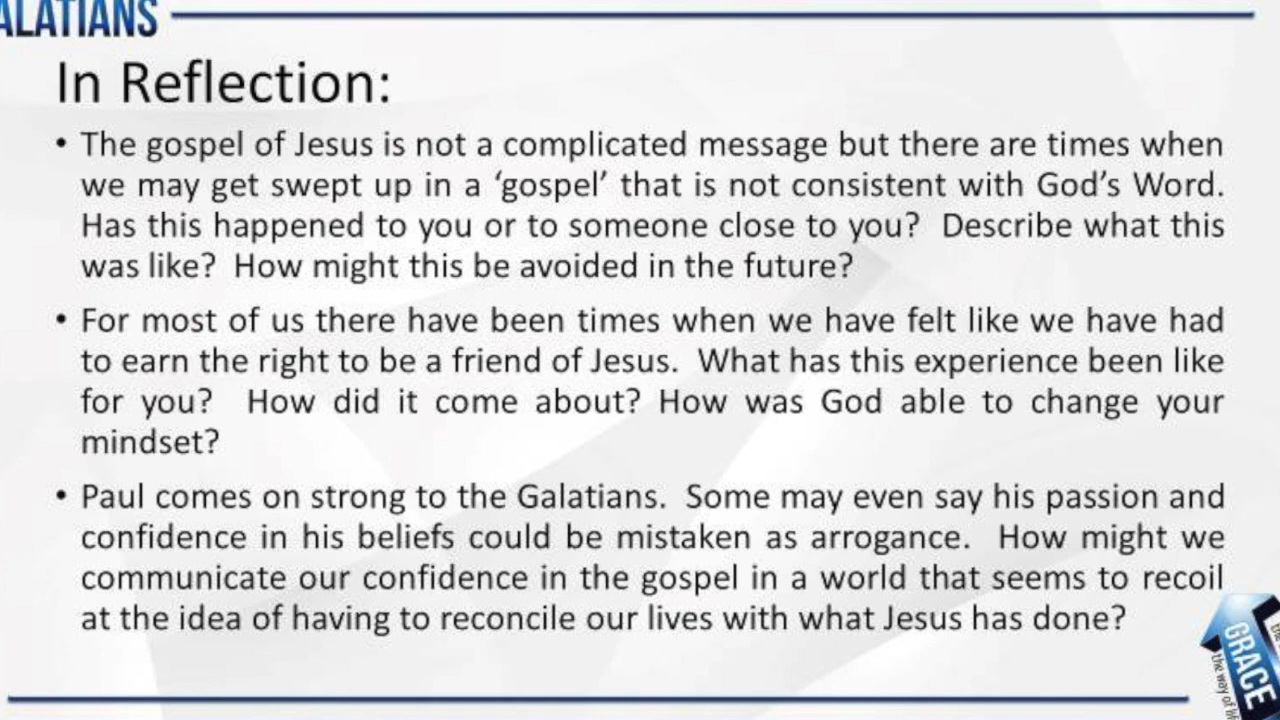 ALATIANS
In Reflection:
• The gospel of Jesus is not a complicated message but there are times when
we may get swept up in a ‘gospel’ that is not consistent with God’s Word.
Has this happened to you or to someone close to you?  Describe what this
was like?  How might this be avoided in the future?
• For most of us there have been times when we have felt like we have had
to earn the right to be a friend of Jesus.  What has this experience been like
for you?  How did it come about? How was God able to change your
mindset?
• Paul comes on strong to the Galatians.  Some may even say his passion and
confidence in his beliefs could be mistaken as arrogance.  How might we
communicate our confidence in the gospel in a world that seems to recoil
at the idea of having to reconcile our lives with what Jesus has done?
GRACE
the way of